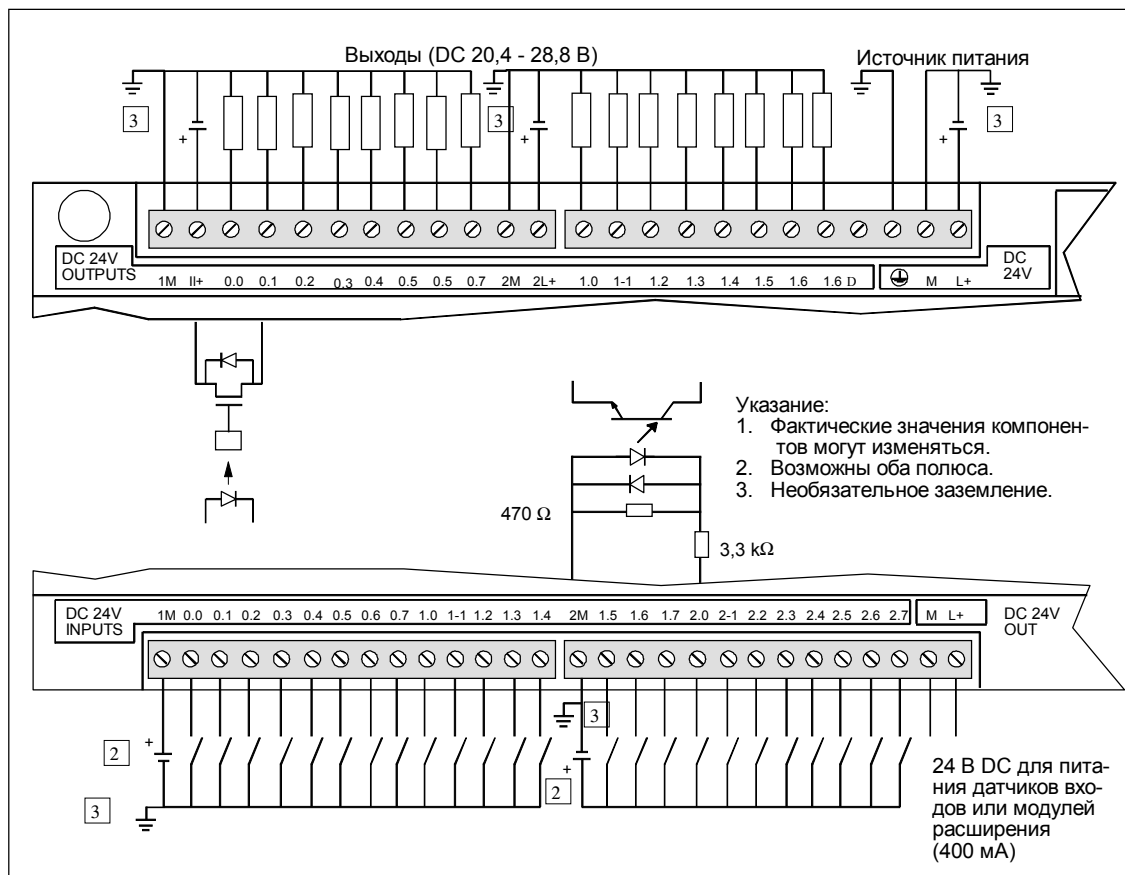 Выходы (DC 20,4 - 28,8 В)
Источник питания
3
3
3
+
+
+
DC 24V
OUTPUTS
1M II+ 0.0 0.1 0.2 0.3 0.4 0.5 0.5 0.7 2M 2L+ 1.0 1-1 1.2 1.3 1.4 1.5 1.6 1.6 D M L+
DC
24V
Указание:
1. Фактические значения компонен-
тов могут изменяться.
2. Возможны оба полюса.
3. Необязательное заземление.
470 Ω
3,3 kΩ
DC 24V
INPUTS
1M 0.0 0.1 0.2 0.3 0.4 0.5 0.6 0.7 1.0 1-1 1.2 1.3 1.4 2M 1.5 1.6 1.7 2.0 2-1 2.2 2.3 2.4 2.5 2.6 2.7 M L+
DC 24V
OUT
3
2
+
+
2
3
24 В DC для пита-
ния датчиков вхо-
дов или модулей
расширения
(400 мА)